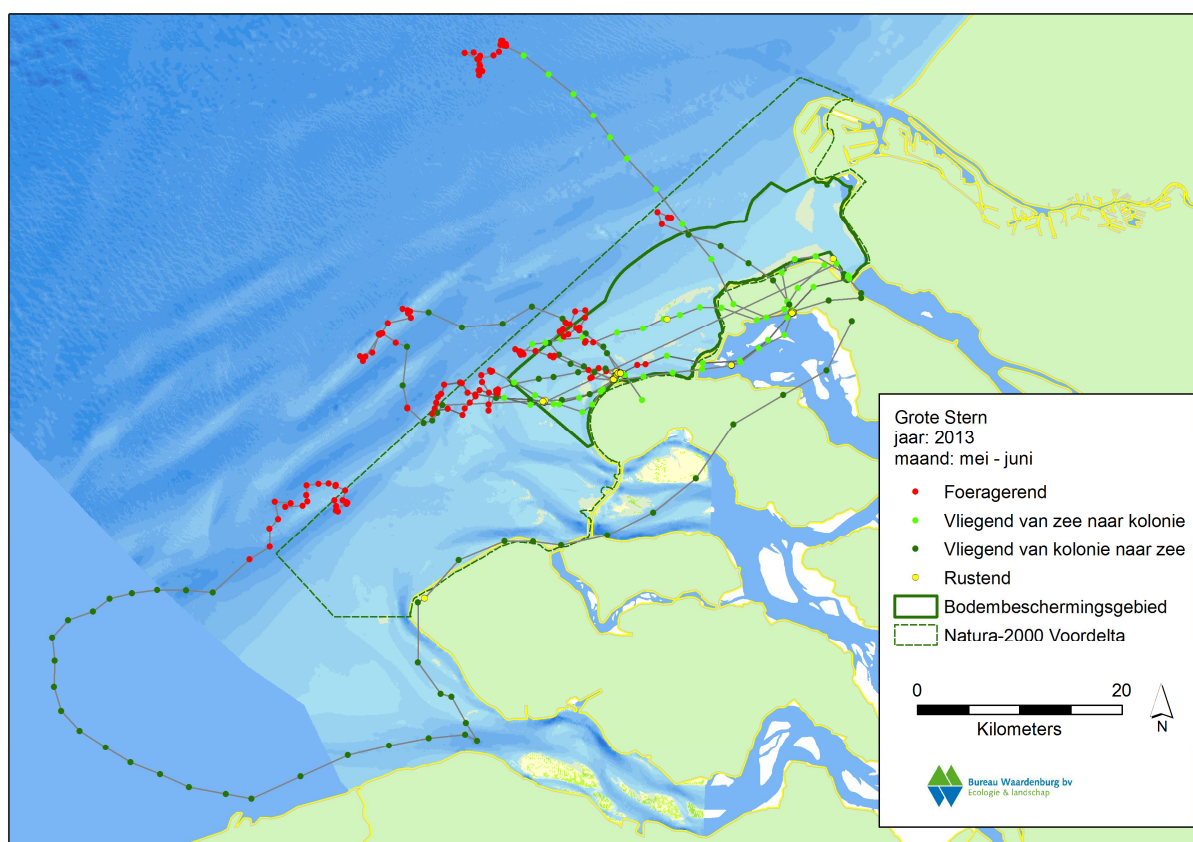 Grote Stern
jaar: 2013
maand: mei - juni
Foeragerend
Vliegend van zee naar kolonie
Vliegend van kolonie naar zee
Rustend
Bodembeschermingsgebied
Natura-2000 Voordelta
0 20
Kilometers
N
Bureau Waardenburg bv
Ecologie & landschap